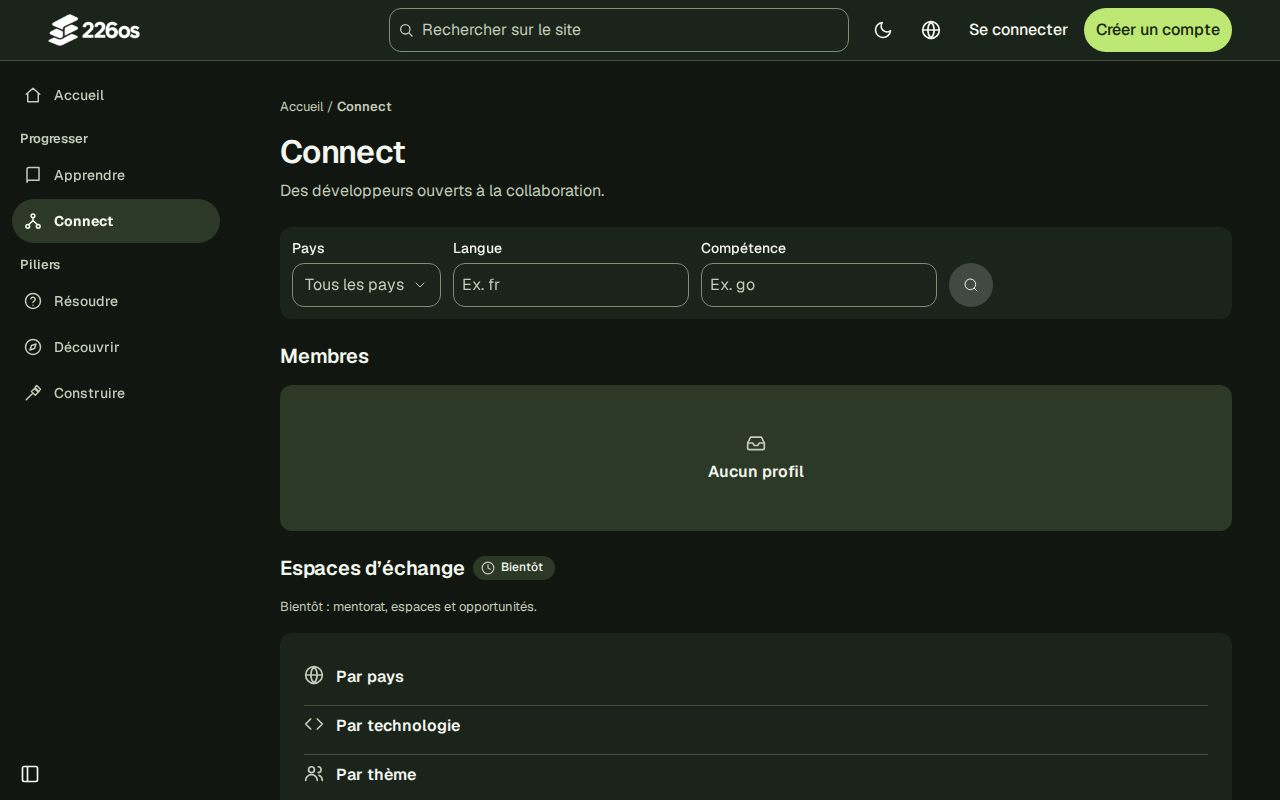 226os
Rechercher sur le site
Se connecter
Créer un compte
Accueil
Progresser
Apprendre
Connect
Piliers
Résoudre
Découvrir
Construire
Accueil / Connect
Connect
Des développeurs ouverts à la collaboration.
Pays
Langue
Compétence
Tous les pays
Ex. fr
Ex. go
Membres
Aucun profil
Espaces d’échange
Bientôt
Bientôt : mentorat, espaces et opportunités.
Par pays
Par technologie
Par thème